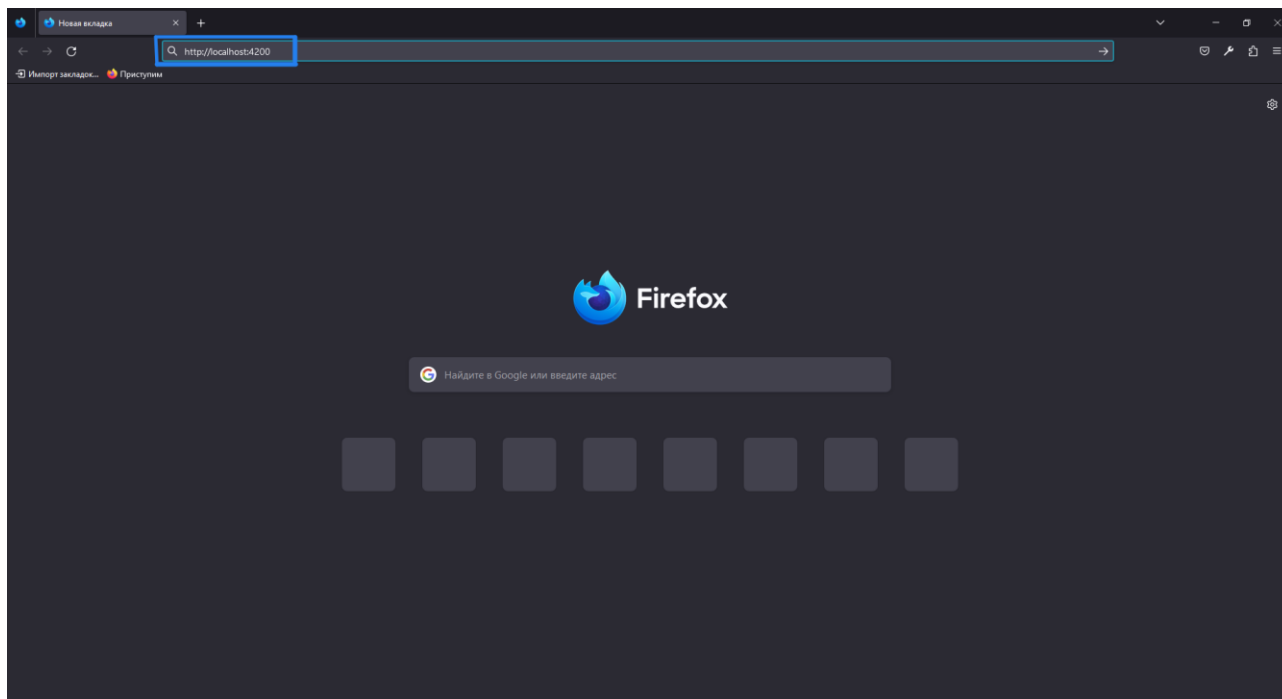 Новая вкладка
http://localhost:4200
Импорт закладок... Приступим
Firefox
Найдите в Google или введите адрес